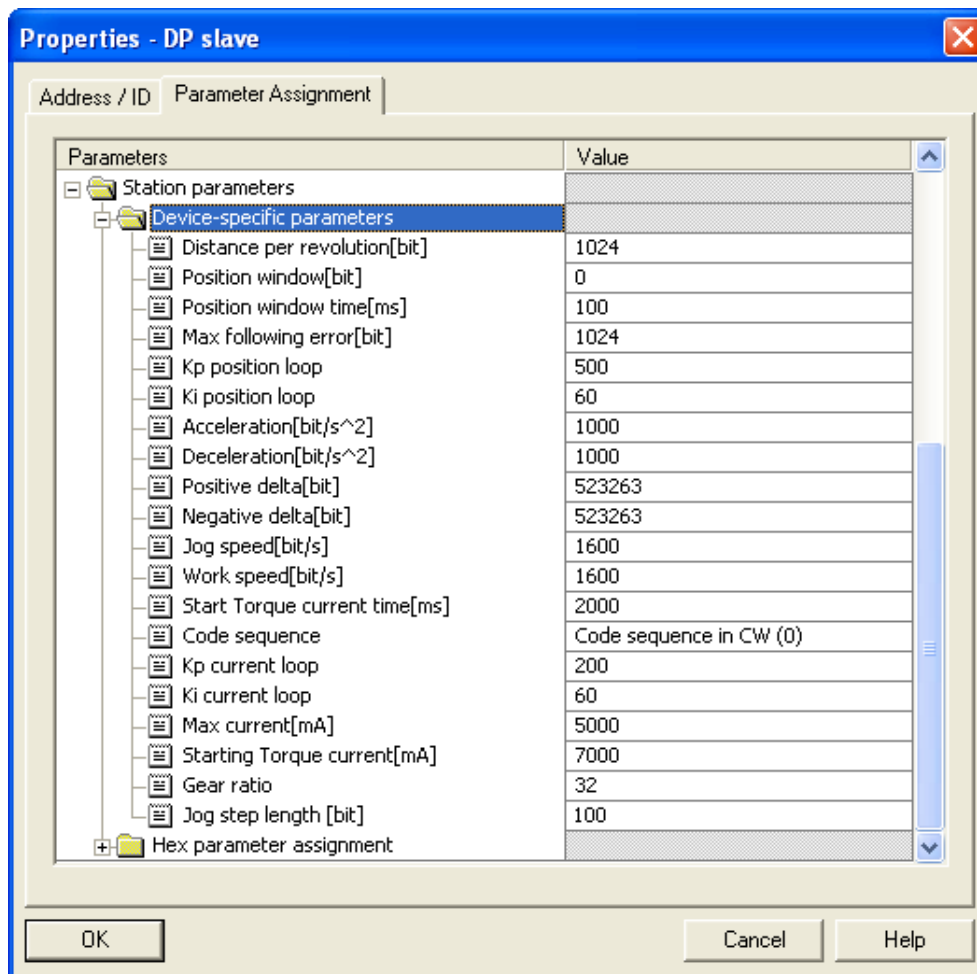 Properties - DP slave
Address / ID Parameter Assignment
Parameters Value
Station parameters
Device-specific parameters
Distance per revolution[bit] 1024
Position window[bit] 0
Position window time[ms] 100
Max following error[bit] 1024
Kp position loop 500
Ki position loop 60
Acceleration[bit/s^2] 1000
Deceleration[bit/s^2] 1000
Positive delta[bit] 523263
Negative delta[bit] 523263
Jog speed[bit/s] 1600
Work speed[bit/s] 1600
Start Torque current time[ms] 2000
Code sequence Code sequence in CW (0)
Kp current loop 200
Ki current loop 60
Max current[mA] 5000
Starting Torque current[mA] 7000
Gear ratio 32
Jog step length [bit] 100
Hex parameter assignment
OK Cancel Help